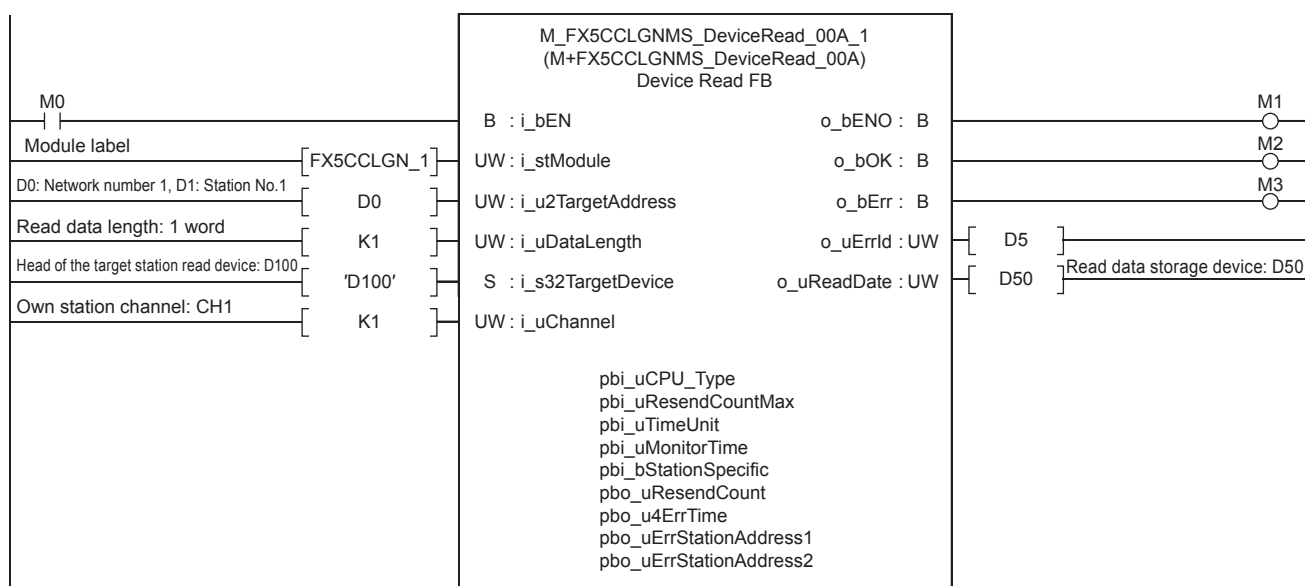 M_FX5CCLGNMS_DeviceRead_00A_1
(M+FX5CCLGNMS_DeviceRead_00A)
Device Read FB
M0
B : i_bEN
o_bENO : B
M1
Module label
FX5CCLGN_1
UW : i_stModule
o_bOK : B
M2
D0: Network number 1, D1: Station No.1
D0
UW : i_u2TargetAddress
o_bErr : B
M3
Read data length: 1 word
K1
UW : i_uDataLength
o_uErrId : UW
D5
Head of the target station read device: D100
'D100'
S : i_s32TargetDevice
o_uReadDate : UW
D50
Read data storage device: D50
Own station channel: CH1
K1
UW : i_uChannel
pbi_uCPU_Type
pbi_uResendCountMax
pbi_uTimeUnit
pbi_uMonitorTime
pbi_bStationSpecific
pbo_uResendCount
pbo_u4ErrTime
pbo_uErrStationAddress1
pbo_uErrStationAddress2